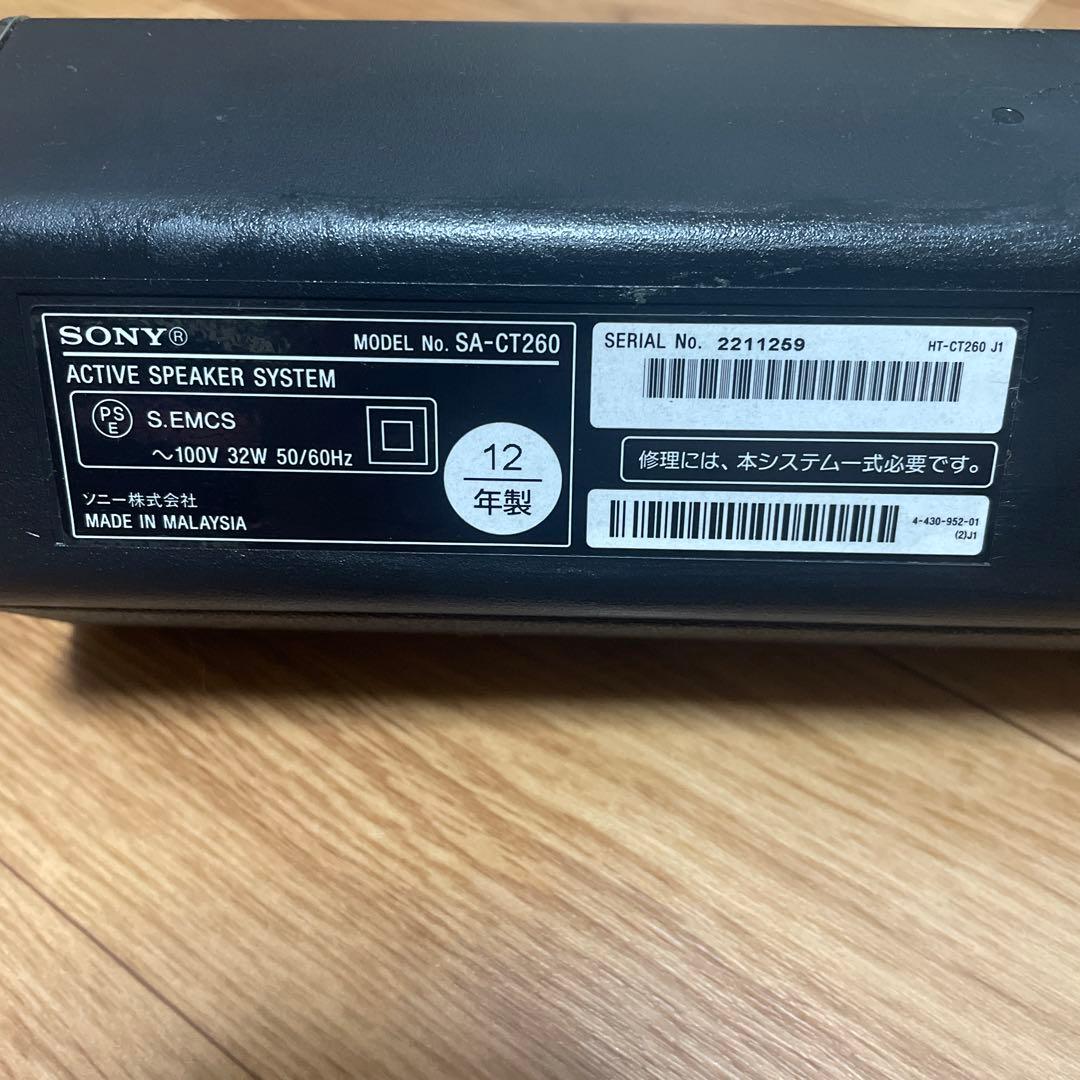 SONY®
MODEL No. SA-CT260
ACTIVE SPEAKER SYSTEM
PS
E
S.EMCS
～100V 32W 50/60Hz
12
年製
ソニー株式会社
MADE IN MALAYSIA
SERIAL No. 2211259
HT-CT260 J1
修理には、本システム一式必要です。
4-430-952-01
(2)J1